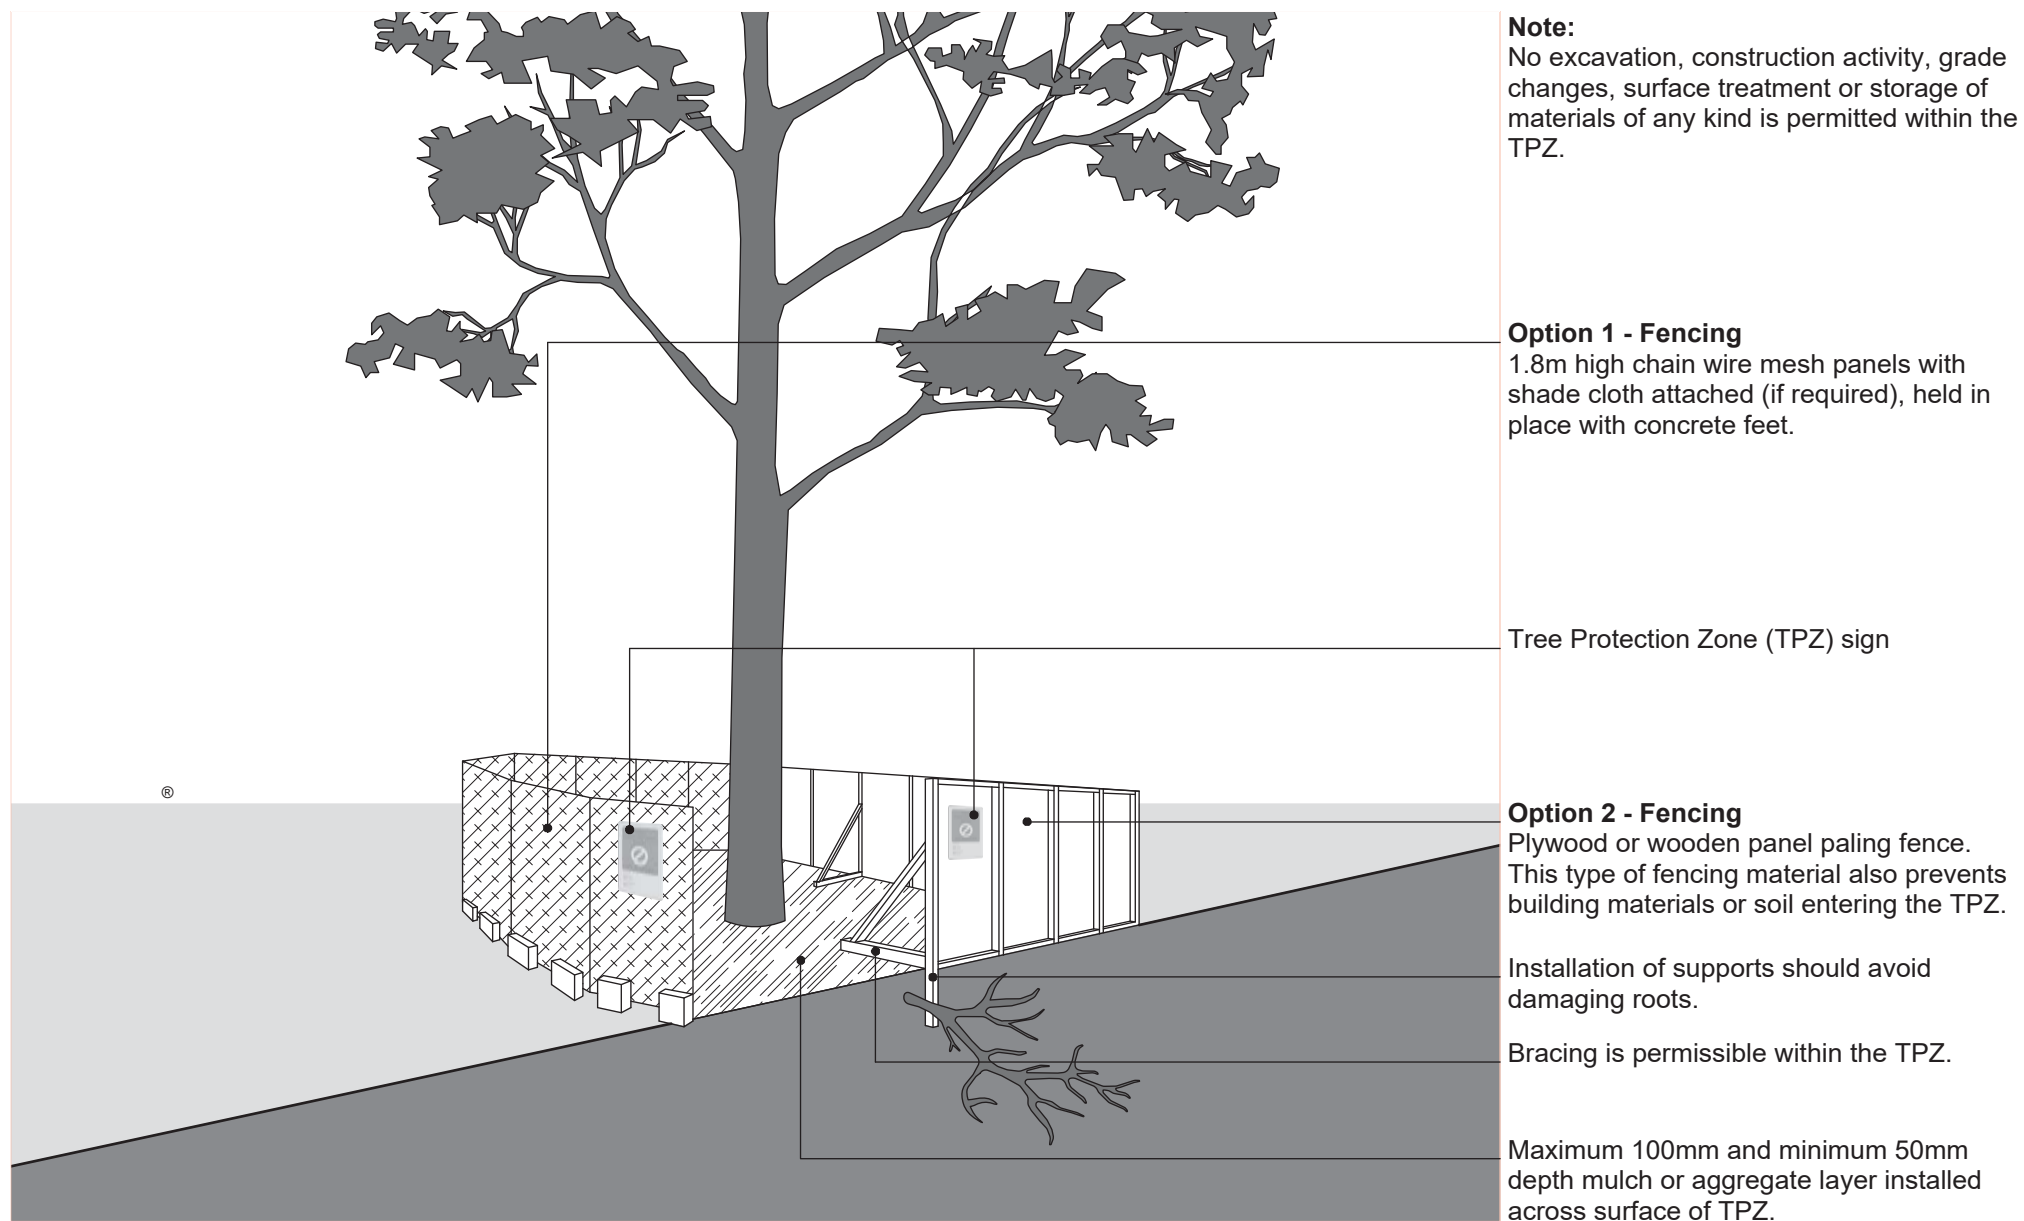 Note:
No excavation, construction activity, grade
changes, surface treatment or storage of
materials of any kind is permitted within the
TPZ.
Option 1 - Fencing
1.8m high chain wire mesh panels with
shade cloth attached (if required), held in
place with concrete feet.
Tree Protection Zone (TPZ) sign
®
Option 2 - Fencing
Plywood or wooden panel paling fence.
This type of fencing material also prevents
building materials or soil entering the TPZ.
Installation of supports should avoid
damaging roots.
Bracing is permissible within the TPZ.
Maximum 100mm and minimum 50mm
depth mulch or aggregate layer installed
across surface of TPZ.